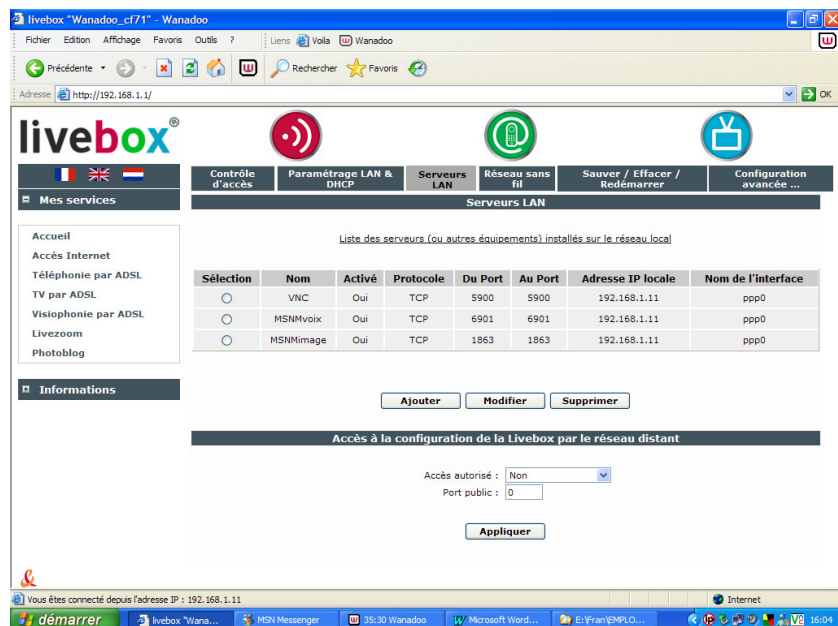 livebox "Wanadoo_cf71" - Wanadoo
Fichier Edition Affichage Favoris Outils ? Liens Voila Wanadoo
Précédente Rechercher Favoris
Adresse http://192.168.1.1/ OK
livebox®
Contrôle d'accès Paramétrage LAN & DHCP Serveurs LAN Réseau sans fil Sauver / Effacer / Redémarrer Configuration avancée ...
Mes services
Accueil
Accès Internet
Téléphonie par ADSL
TV par ADSL
Visiophonie par ADSL
Livezoom
Photoblog
Informations
Serveurs LAN
Liste des serveurs (ou autres équipements) installés sur le réseau local
Sélection Nom Activé Protocole Du Port Au Port Adresse IP locale Nom de l'interface
VNC Oui TCP 5900 5900 192.168.1.11 ppp0
MSNMvoix Oui TCP 6901 6901 192.168.1.11 ppp0
MSNMimage Oui TCP 1863 1863 192.168.1.11 ppp0
Ajouter Modifier Supprimer
Accès à la configuration de la Livebox par le réseau distant
Accès autorisé : Non
Port public : 0
Appliquer
Vous êtes connecté depuis l'adresse IP : 192.168.1.11 Internet
démarrer livebox "Wana... MSN Messenger 35:30 Wanadoo Microsoft Word... E:\Fran\EMPLO... 16:04